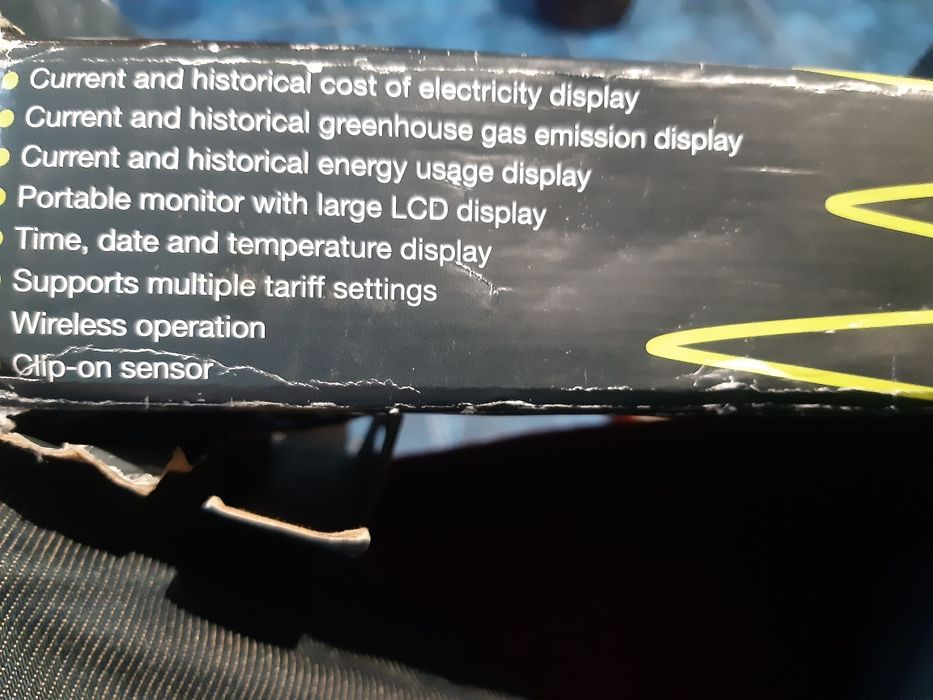 Current and historical cost of electricity display
Current and historical greenhouse gas emission display
Current and historical energy usage display
Portable monitor with large LCD display
Time, date and temperature display
Supports multiple tariff settings
Wireless operation
Clip-on sensor